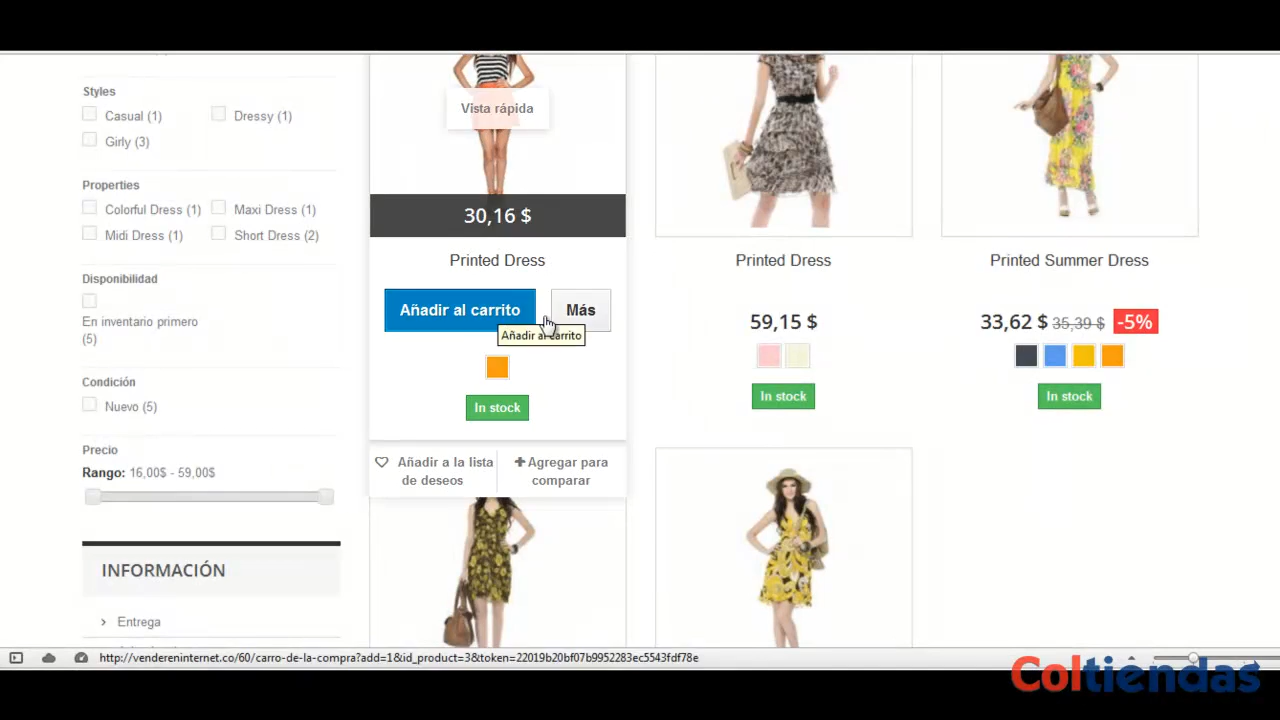 Styles
Casual (1)
Dressy (1)
Girly (3)
Properties
Colorful Dress (1)
Maxi Dress (1)
Midi Dress (1)
Short Dress (2)
Disponibilidad
En inventario primero
(5)
Condición
Nuevo (5)
Precio
Rango: 16,00$ - 59,00$
INFORMACIÓN
Entrega
Vista rápida
30,16 $
Printed Dress
Añadir al carrito
Más
Añadir al carrito
In stock
Añadir a la lista
de deseos
Agregar para
comparar
Printed Dress
59,15 $
In stock
Printed Summer Dress
33,62 $ 35,39 $ -5%
In stock
http://vendereninternet.co/60/carro-de-la-compra?add=1&id_product=3&token=22019b20bf07b9952283ec5543fdf78e
Coltiendas